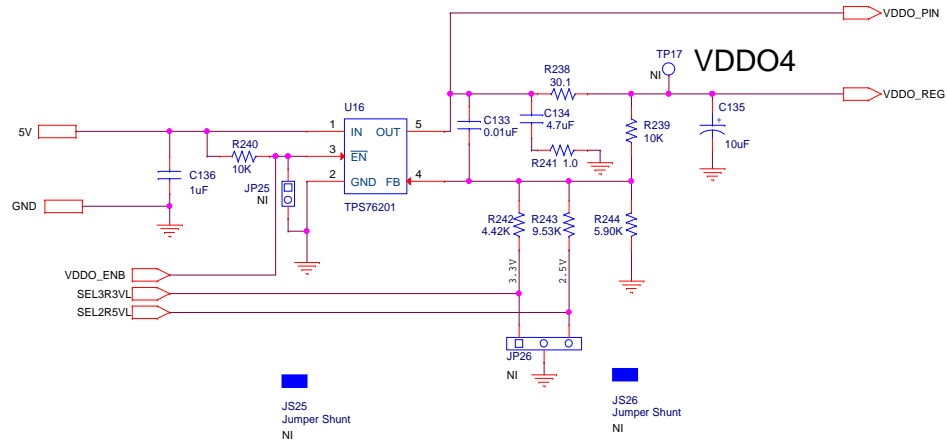 VDDO_PIN
TP17
NI
VDDO4
VDDO_REG
R238
30.1
U16
5V
1
IN
OUT
5
C133
0.01uF
C134
4.7uF
R239
10K
C135
+
10uF
R240
10K
3
EN
2
GND
FB
4
R241 1.0
C136
1uF
JP25
NI
TPS76201
GND
R242
4.42K
R243
9.53K
R244
5.90K
3.3V
2.5V
VDDO_ENB
SEL3R3VL
SEL2R5VL
JP26
NI
JS25
Jumper Shunt
NI
JS26
Jumper Shunt
NI